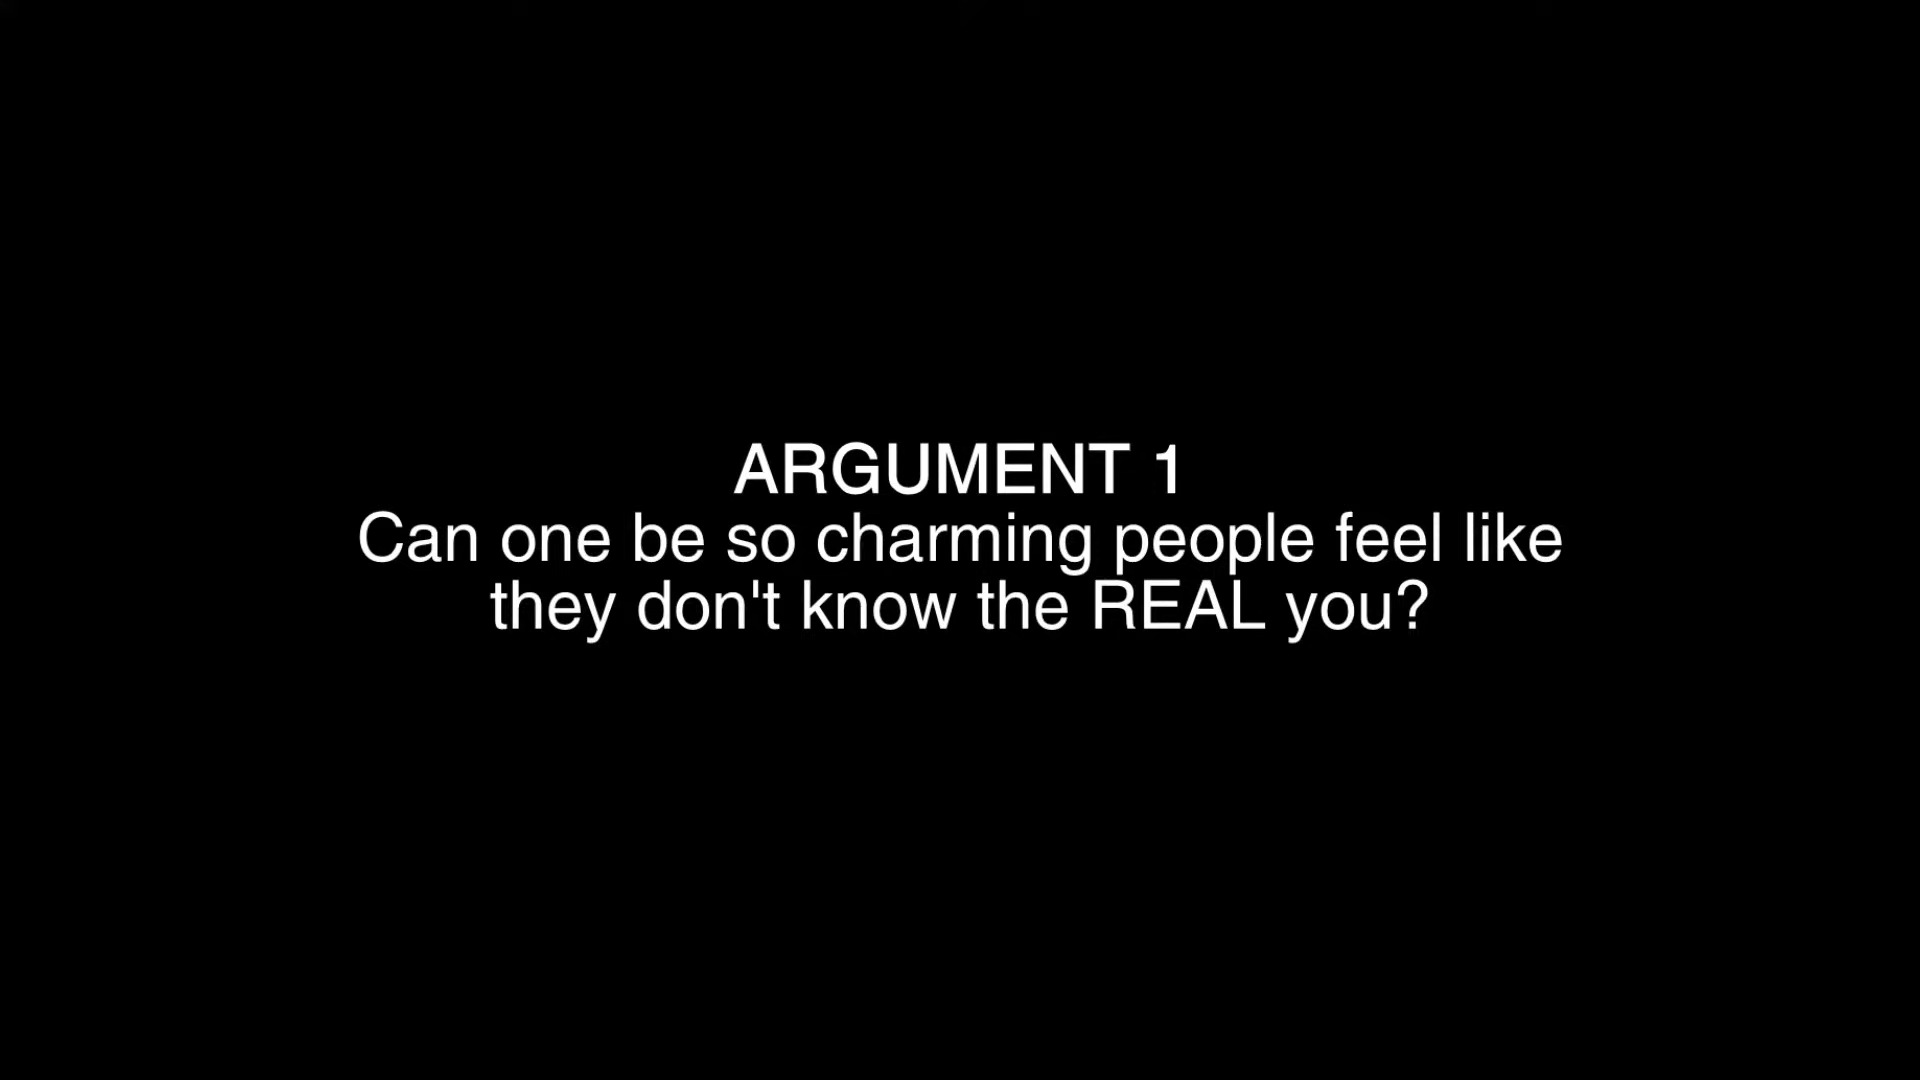 ARGUMENT 1
Can one be so charming people feel like
they don't know the REAL you?